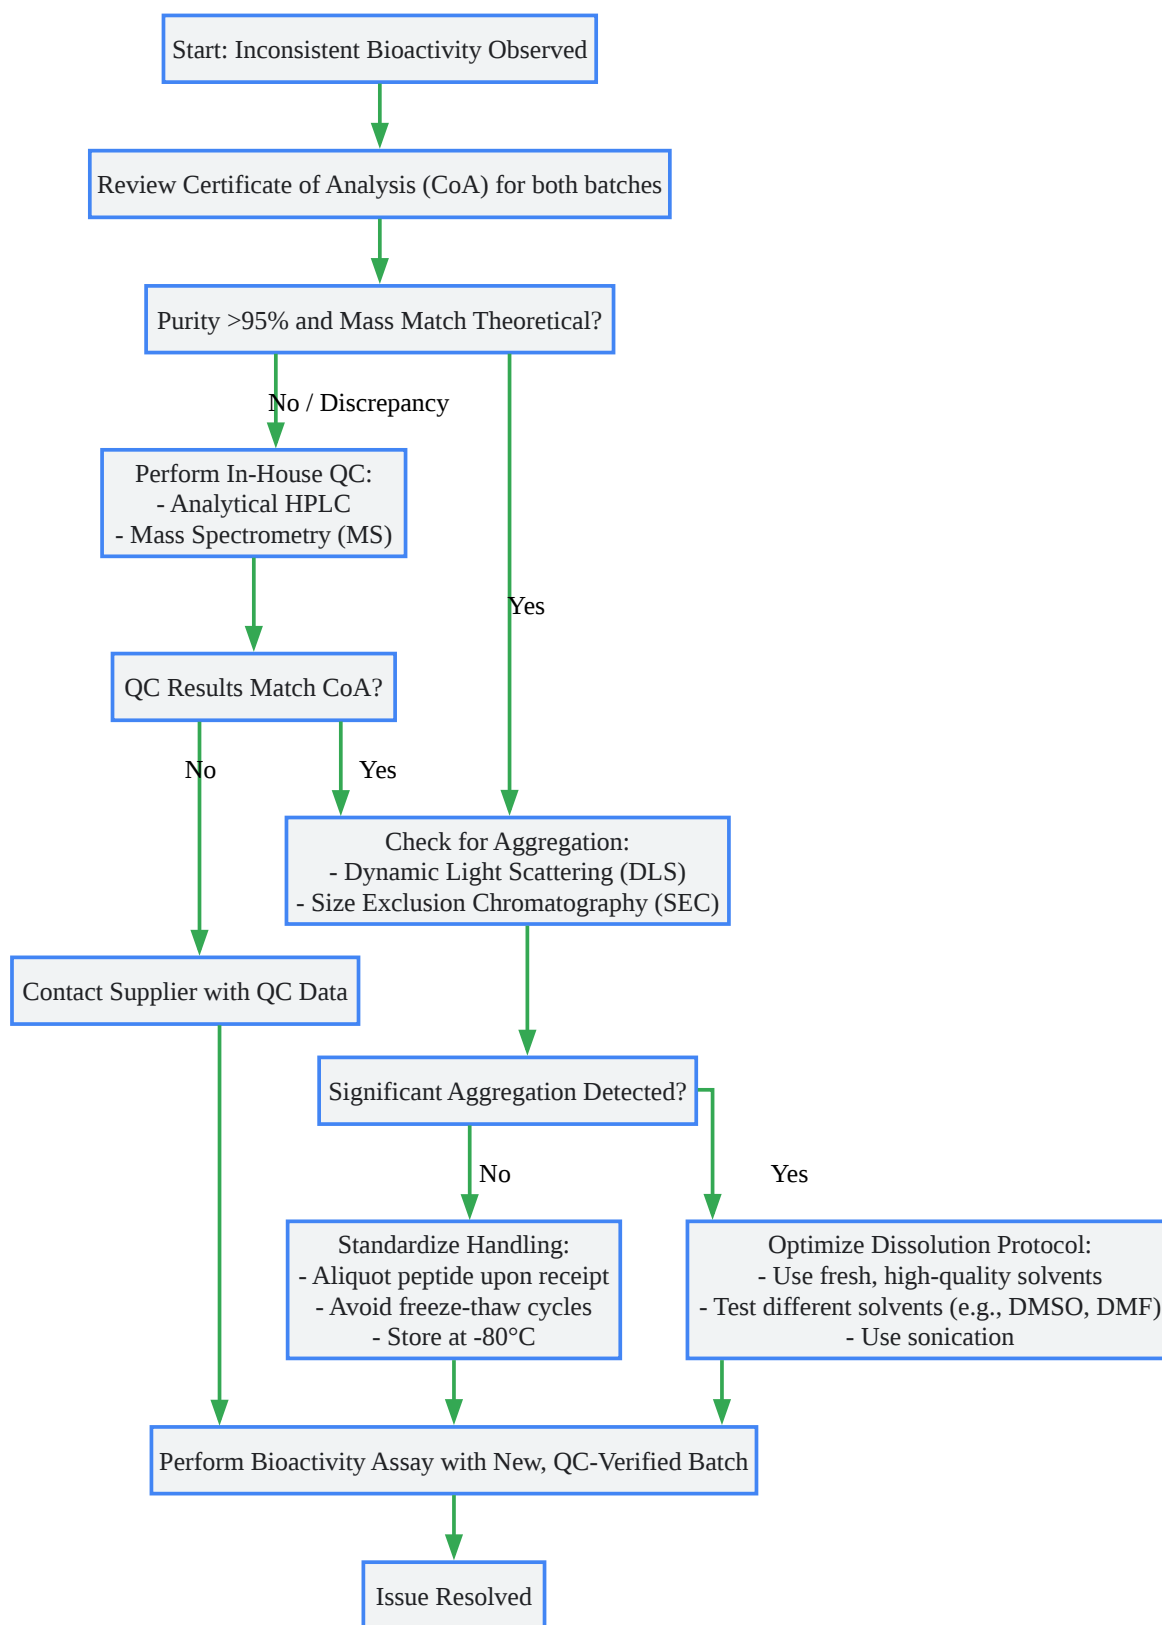 Start: Inconsistent Bioactivity Observed
Review Certificate of Analysis (CoA) for both batches
Purity >95% and Mass Match Theoretical?
No / Discrepancy
Perform In-House QC:
- Analytical HPLC
- Mass Spectrometry (MS)
Yes
QC Results Match CoA?
No
Yes
Check for Aggregation:
- Dynamic Light Scattering (DLS)
- Size Exclusion Chromatography (SEC)
Contact Supplier with QC Data
Significant Aggregation Detected?
No
Yes
Standardize Handling:
- Aliquot peptide upon receipt
- Avoid freeze-thaw cycles
- Store at -80°C
Optimize Dissolution Protocol:
- Use fresh, high-quality solvents
- Test different solvents (e.g., DMSO, DMF)
- Use sonication
Perform Bioactivity Assay with New, QC-Verified Batch
Issue Resolved